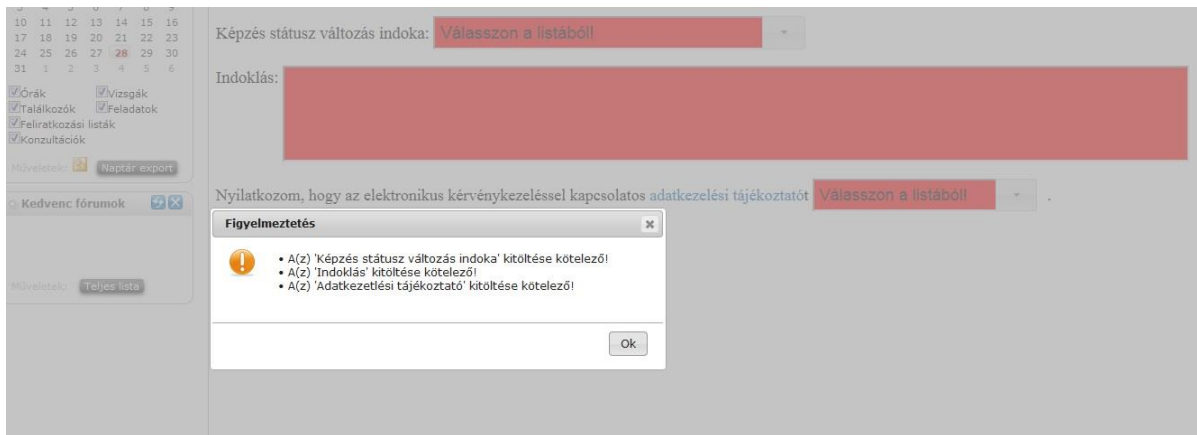 10 11 12 13 14 15 16
17 18 19 20 21 22 23
24 25 26 27 28 29 30
31 1 2 3 4 5 6
Órák Vizsgák
Találkozók Feladatok
Feliratkozási listák
Konzultációk
Műveletek: Naptár export
Kedvenc fórumok
Műveletek: Teljes lista
Képzés státusz változás indoka: Válasszon a listából!
Indoklás:
Nyilatkozom, hogy az elektronikus kérvénykezeléssel kapcsolatos adatkezelési tájékoztatót Válasszon a listából! .
Figyelmeztetés
• A(z) 'Képzés státusz változás indoka' kitöltése kötelező!
• A(z) 'Indoklás' kitöltése kötelező!
• A(z) 'Adatkezetlési tájékoztató' kitöltése kötelező!
Ok